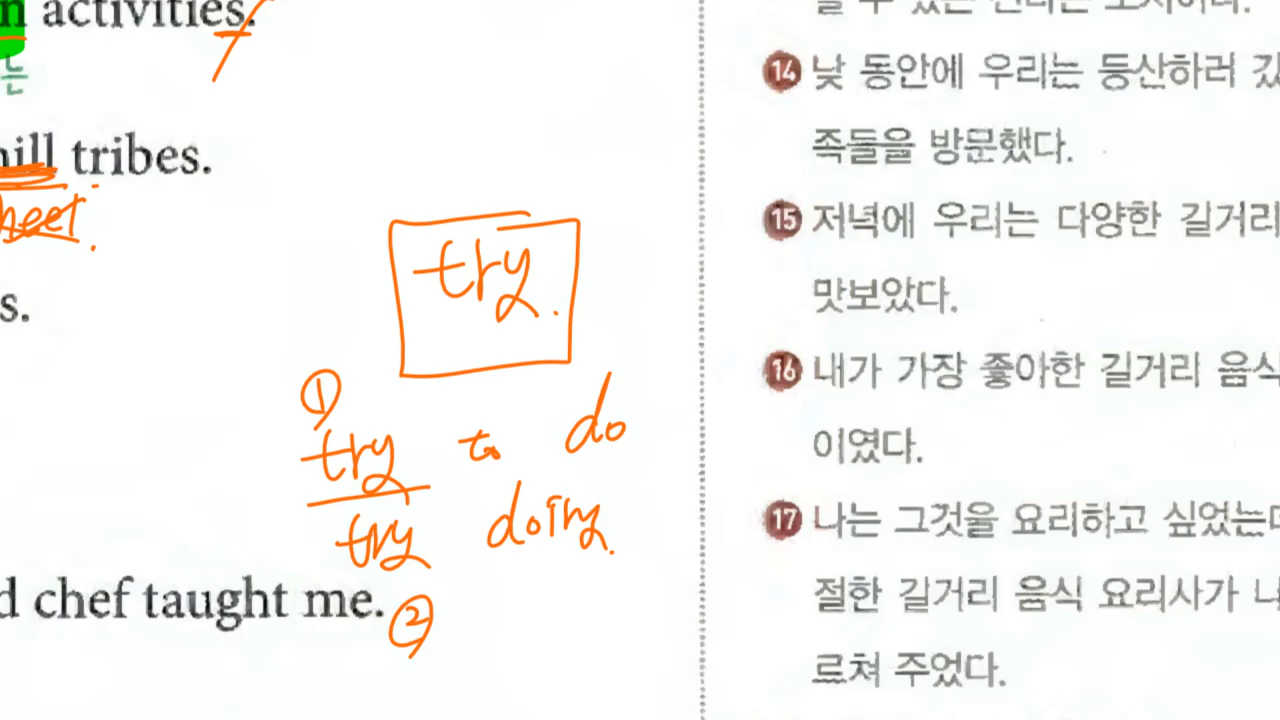 activities.
는
hill tribes.
s.
try.
①
try to do
try doing.
②
d chef taught me.
14 낮 동안에 우리는 등산하러 갔
족들을 방문했다.
15 저녁에 우리는 다양한 길거리
맛보았다.
16 내가 가장 좋아한 길거리 음식
이였다.
17 나는 그것을 요리하고 싶었는데
절한 길거리 음식 요리사가 나
르쳐 주었다.